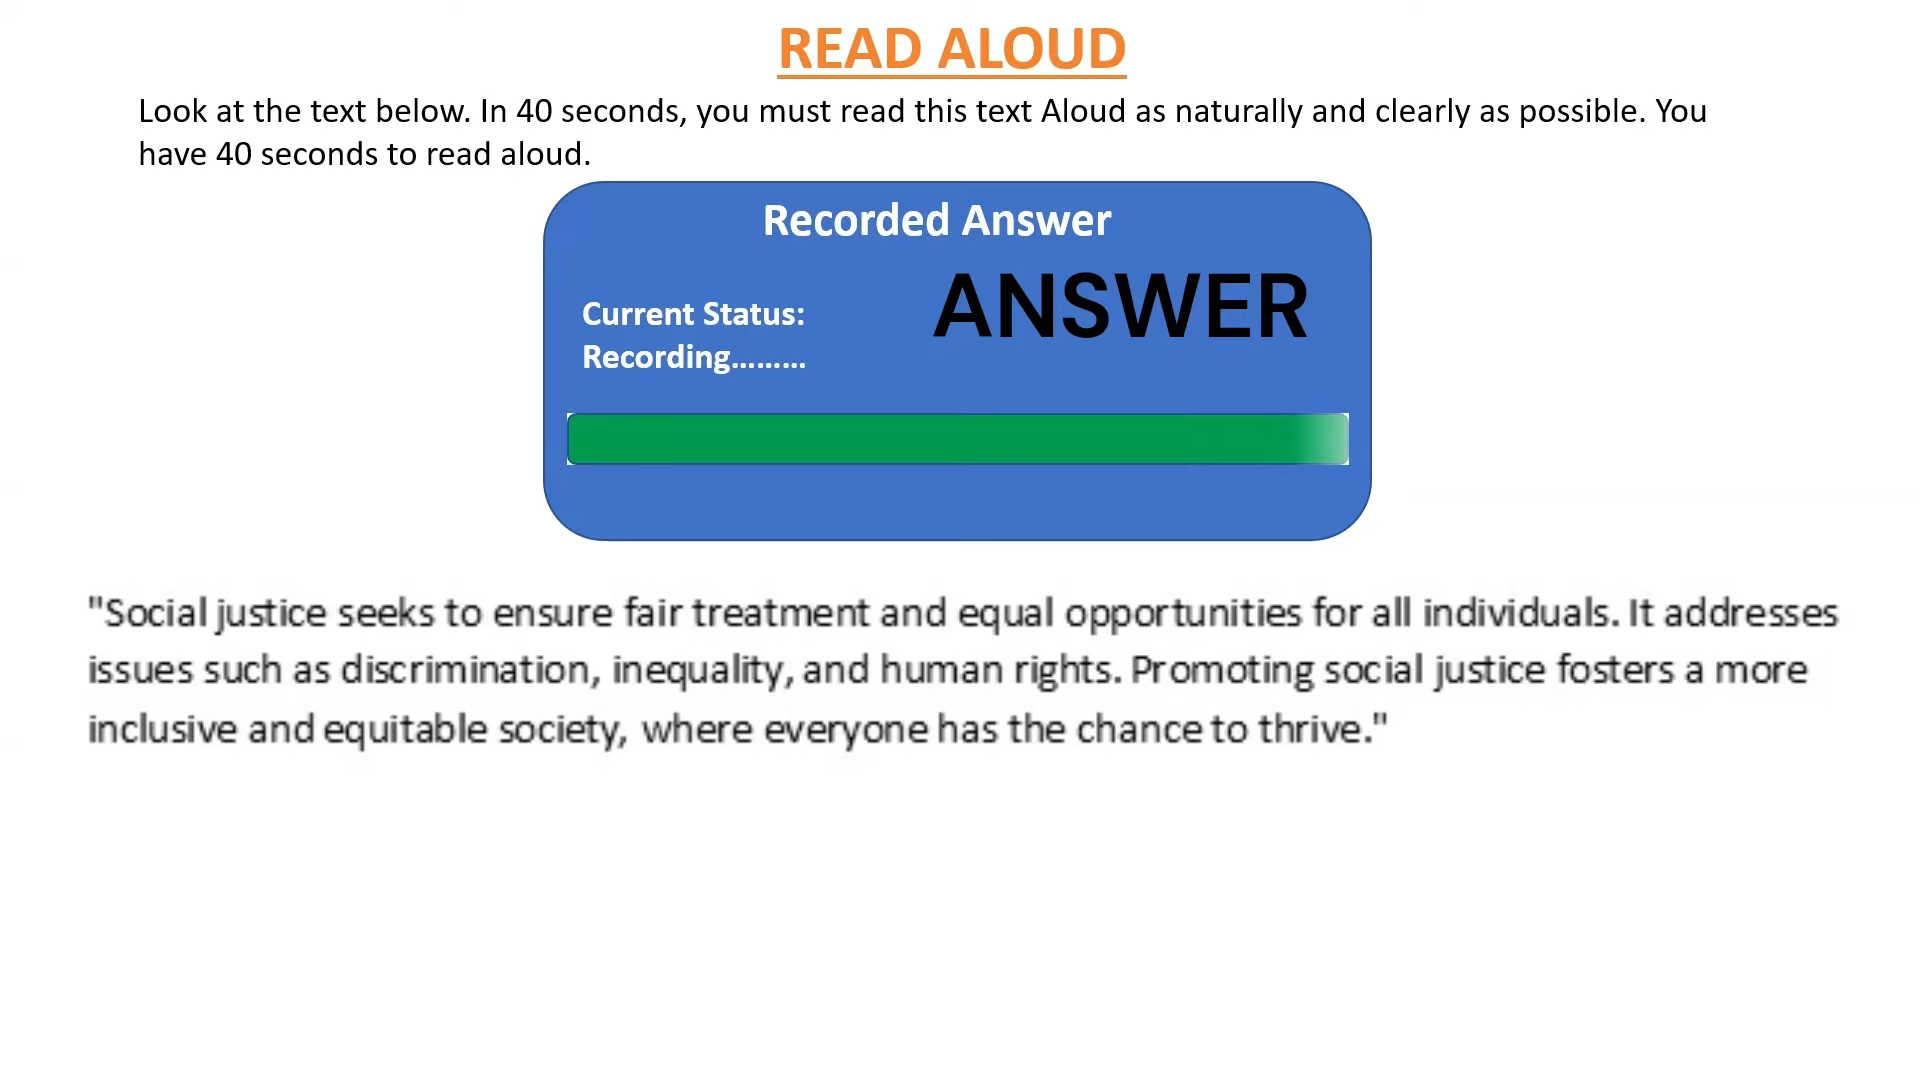 READ ALOUD
Look at the text below. In 40 seconds, you must read this text Aloud as naturally and clearly as possible. You
have 40 seconds to read aloud.
Recorded Answer
ANSWER
Current Status:
Recording.........
"Social justice seeks to ensure fair treatment and equal opportunities for all individuals. It addresses
issues such as discrimination, inequality, and human rights. Promoting social justice fosters a more
inclusive and equitable society, where everyone has the chance to thrive."